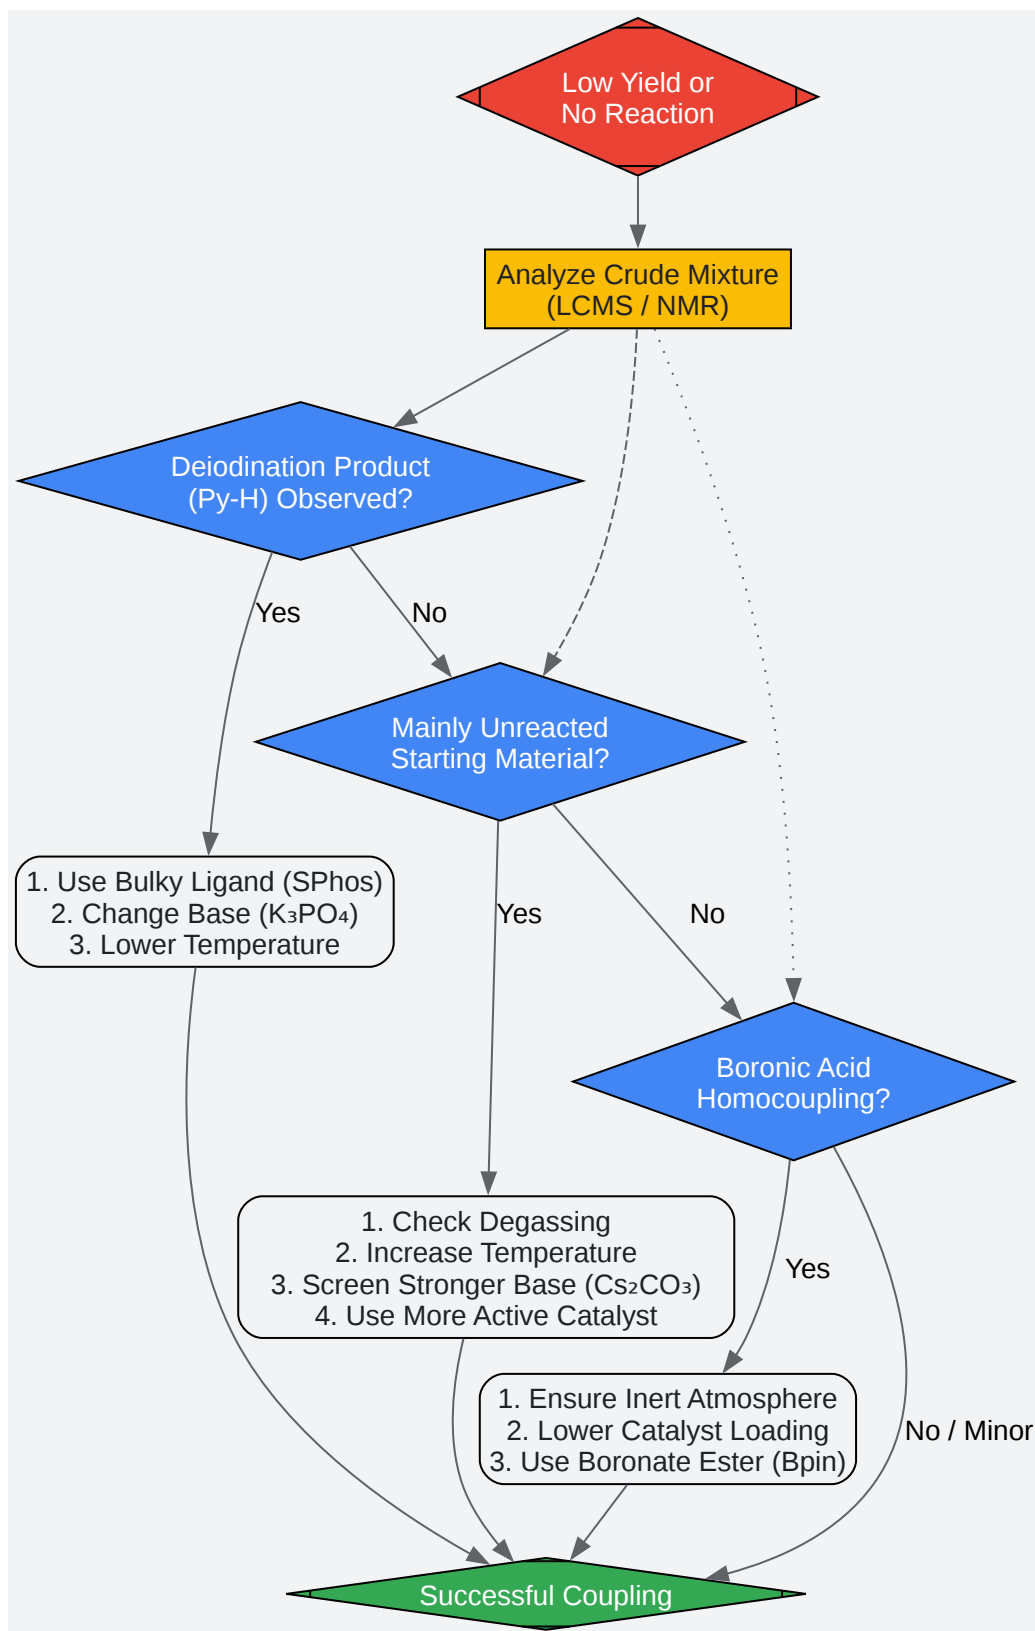 Low Yield or
No Reaction
Analyze Crude Mixture
(LCMS / NMR)
Deiodination Product
(Py-H) Observed?
Yes
No
Mainly Unreacted
Starting Material?
1. Use Bulky Ligand (SPhos)
2. Change Base (K₃PO₄)
3. Lower Temperature
Yes
No
Boronic Acid
Homocoupling?
1. Check Degassing
2. Increase Temperature
3. Screen Stronger Base (Cs₂CO₃)
4. Use More Active Catalyst
Yes
1. Ensure Inert Atmosphere
2. Lower Catalyst Loading
3. Use Boronate Ester (Bpin)
No / Minor
Successful Coupling